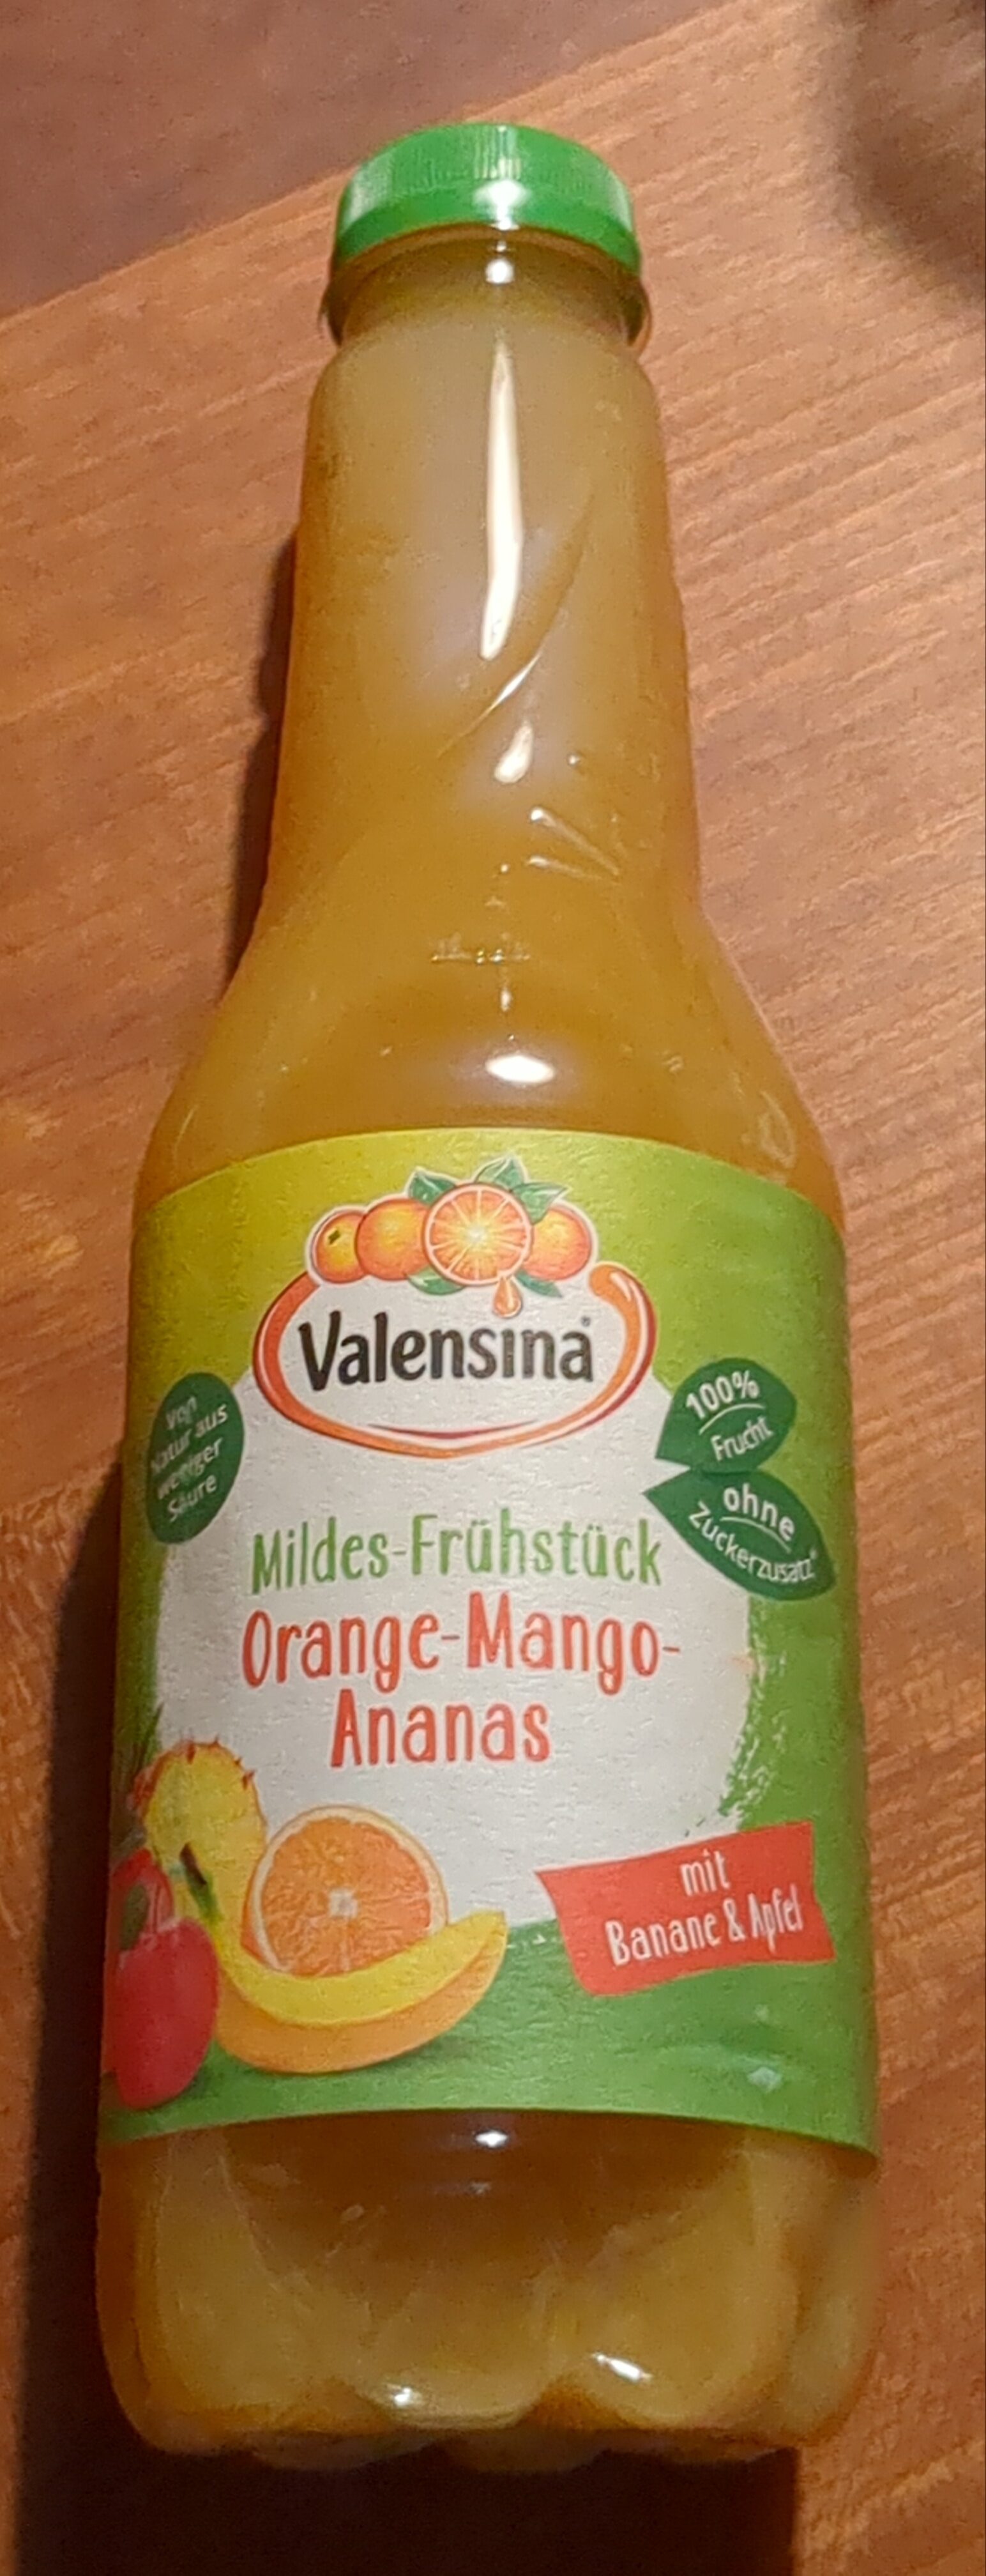 Valensina
von
Natur aus
weniger
Säure
100%
Frucht
ohne
Zuckerzusatz*
Mildes-Frühstück
Orange-Mango-
Ananas
mit
Banane & Apfel